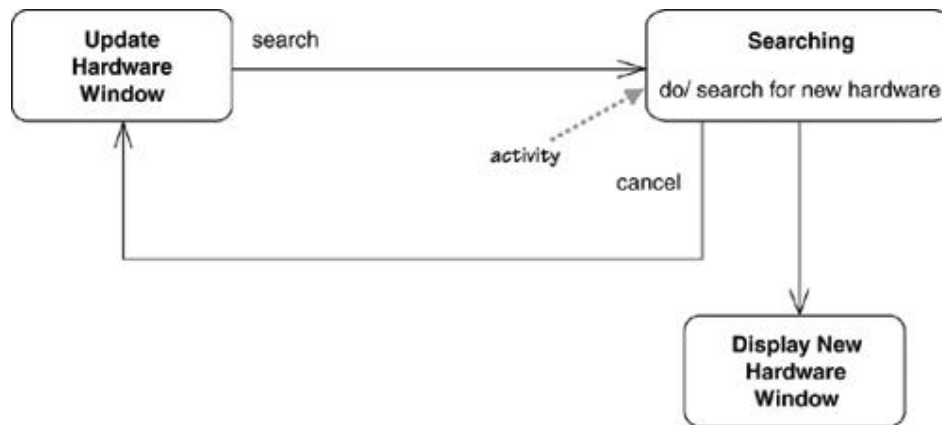 Update
Hardware
Window
search
Searching
do/ search for new hardware
activity
cancel
Display New
Hardware
Window